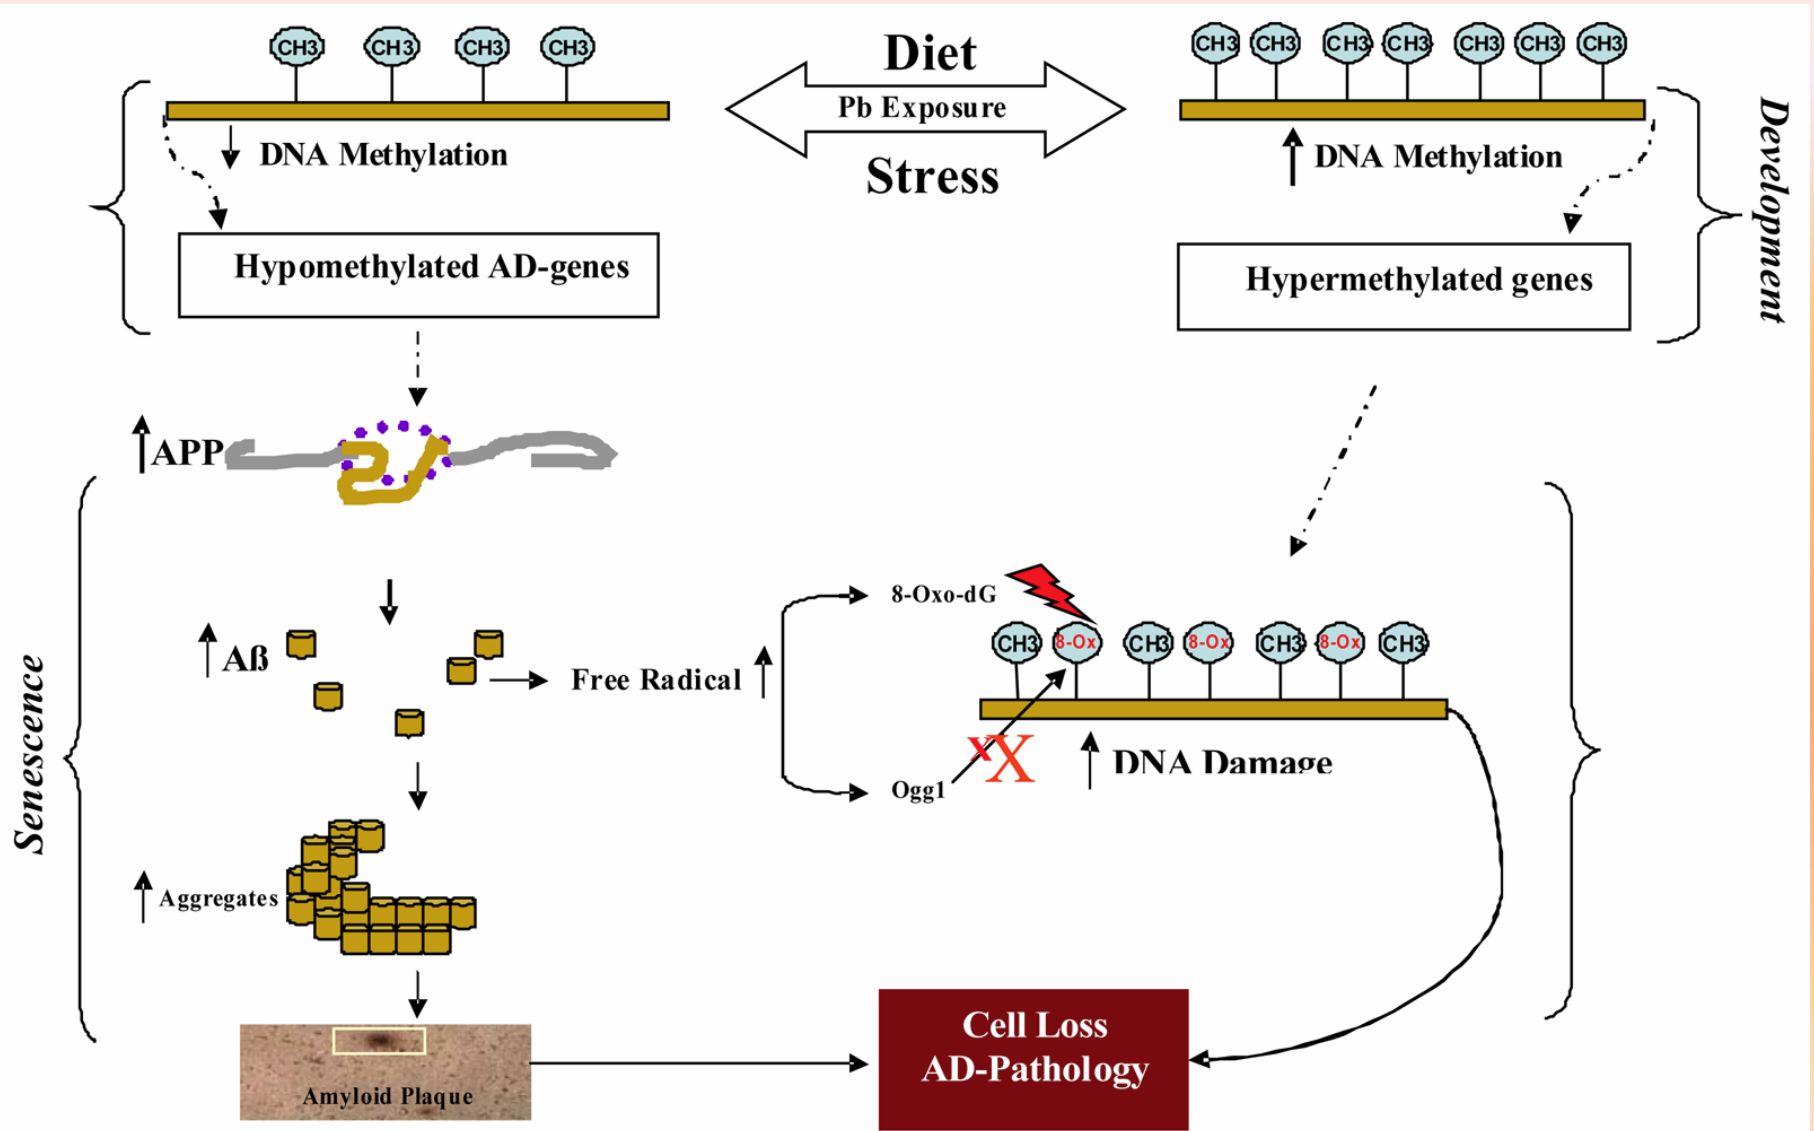 CH3 CH3 CH3 CH3
Diet
Pb Exposure
Stress
CH3 CH3 CH3 CH3 CH3 CH3 CH3
DNA Methylation
DNA Methylation
Development
Hypomethylated AD-genes
Hypermethylated genes
APP
Senescence
Aß
Free Radical
8-Oxo-dG
CH3 8-Ox CH3 8-Ox CH3 8-Ox CH3
X X
Ogg1
DNA Damage
Aggregates
Amyloid Plaque
Cell Loss
AD-Pathology